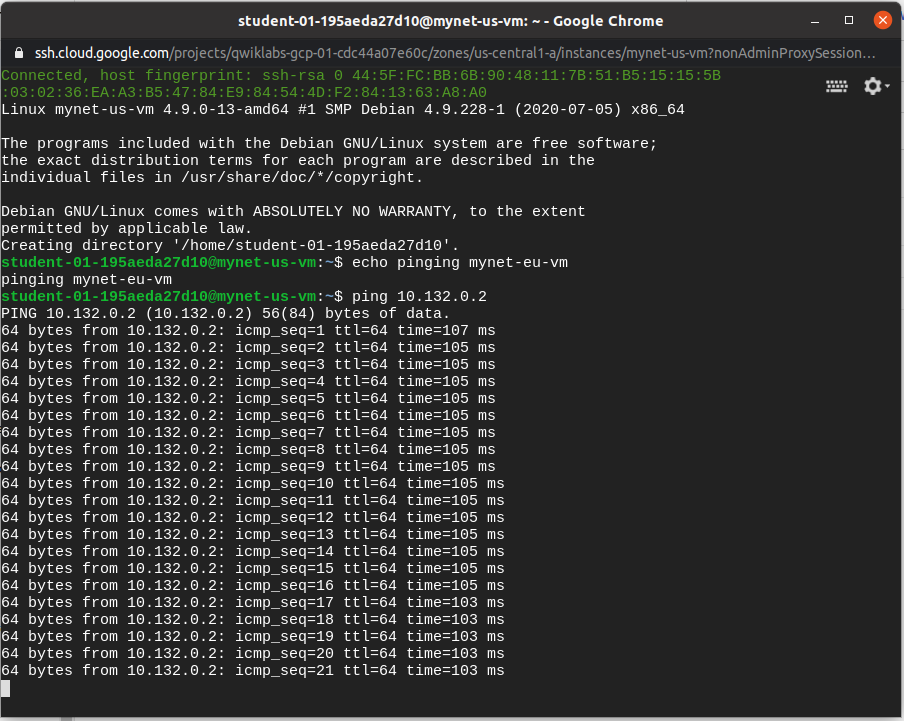 student-01-195aeda27d10@mynet-us-vm: ~ - Google Chrome
ssh.cloud.google.com/projects/qwiklabs-gcp-01-cdc44a07e60c/zones/us-central1-a/instances/mynet-us-vm?nonAdminProxySession...
Connected, host fingerprint: ssh-rsa 0 44:5F:FC:BB:6B:90:48:11:7B:51:B5:15:15:5B
:03:02:36:EA:A3:B5:47:84:E9:84:54:4D:F2:84:13:63:A8:A0
Linux mynet-us-vm 4.9.0-13-amd64 #1 SMP Debian 4.9.228-1 (2020-07-05) x86_64
The programs included with the Debian GNU/Linux system are free software;
the exact distribution terms for each program are described in the
individual files in /usr/share/doc/*/copyright.
Debian GNU/Linux comes with ABSOLUTELY NO WARRANTY, to the extent
permitted by applicable law.
Creating directory '/home/student-01-195aeda27d10'.
student-01-195aeda27d10@mynet-us-vm:~$ echo pinging mynet-eu-vm
pinging mynet-eu-vm
student-01-195aeda27d10@mynet-us-vm:~$ ping 10.132.0.2
PING 10.132.0.2 (10.132.0.2) 56(84) bytes of data.
64 bytes from 10.132.0.2: icmp_seq=1 ttl=64 time=107 ms
64 bytes from 10.132.0.2: icmp_seq=2 ttl=64 time=105 ms
64 bytes from 10.132.0.2: icmp_seq=3 ttl=64 time=105 ms
64 bytes from 10.132.0.2: icmp_seq=4 ttl=64 time=105 ms
64 bytes from 10.132.0.2: icmp_seq=5 ttl=64 time=105 ms
64 bytes from 10.132.0.2: icmp_seq=6 ttl=64 time=105 ms
64 bytes from 10.132.0.2: icmp_seq=7 ttl=64 time=105 ms
64 bytes from 10.132.0.2: icmp_seq=8 ttl=64 time=105 ms
64 bytes from 10.132.0.2: icmp_seq=9 ttl=64 time=105 ms
64 bytes from 10.132.0.2: icmp_seq=10 ttl=64 time=105 ms
64 bytes from 10.132.0.2: icmp_seq=11 ttl=64 time=105 ms
64 bytes from 10.132.0.2: icmp_seq=12 ttl=64 time=105 ms
64 bytes from 10.132.0.2: icmp_seq=13 ttl=64 time=105 ms
64 bytes from 10.132.0.2: icmp_seq=14 ttl=64 time=105 ms
64 bytes from 10.132.0.2: icmp_seq=15 ttl=64 time=105 ms
64 bytes from 10.132.0.2: icmp_seq=16 ttl=64 time=105 ms
64 bytes from 10.132.0.2: icmp_seq=17 ttl=64 time=103 ms
64 bytes from 10.132.0.2: icmp_seq=18 ttl=64 time=103 ms
64 bytes from 10.132.0.2: icmp_seq=19 ttl=64 time=103 ms
64 bytes from 10.132.0.2: icmp_seq=20 ttl=64 time=103 ms
64 bytes from 10.132.0.2: icmp_seq=21 ttl=64 time=103 ms